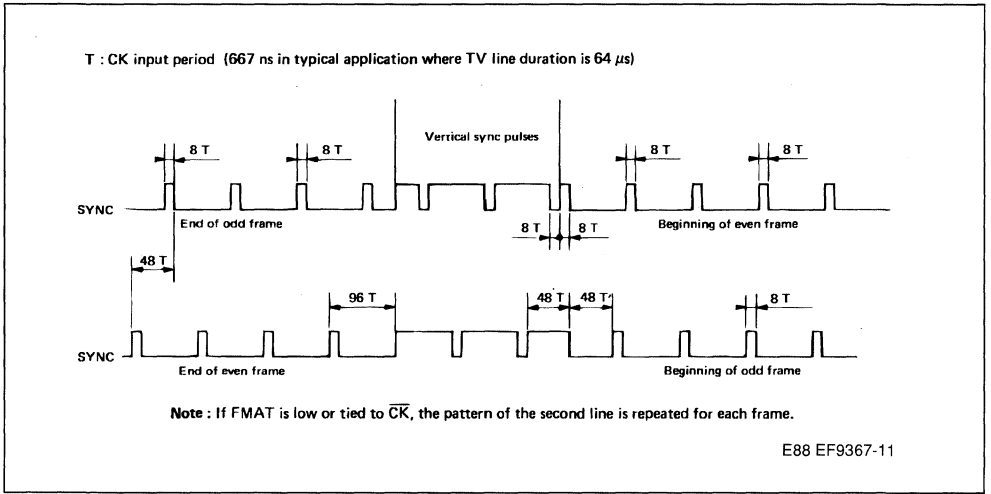 T : CK input period (667 ns in typical application where TV line duration is 64 μs)
Vertical sync pulses
8 T
8 T
8 T
8 T
SYNC
End of odd frame
8 T
8 T
Beginning of even frame
48 T
96 T
48 T
48 T
8 T
SYNC
End of even frame
Beginning of odd frame
Note : If FMAT is low or tied to C̅K̅, the pattern of the second line is repeated for each frame.
E88 EF9367-11